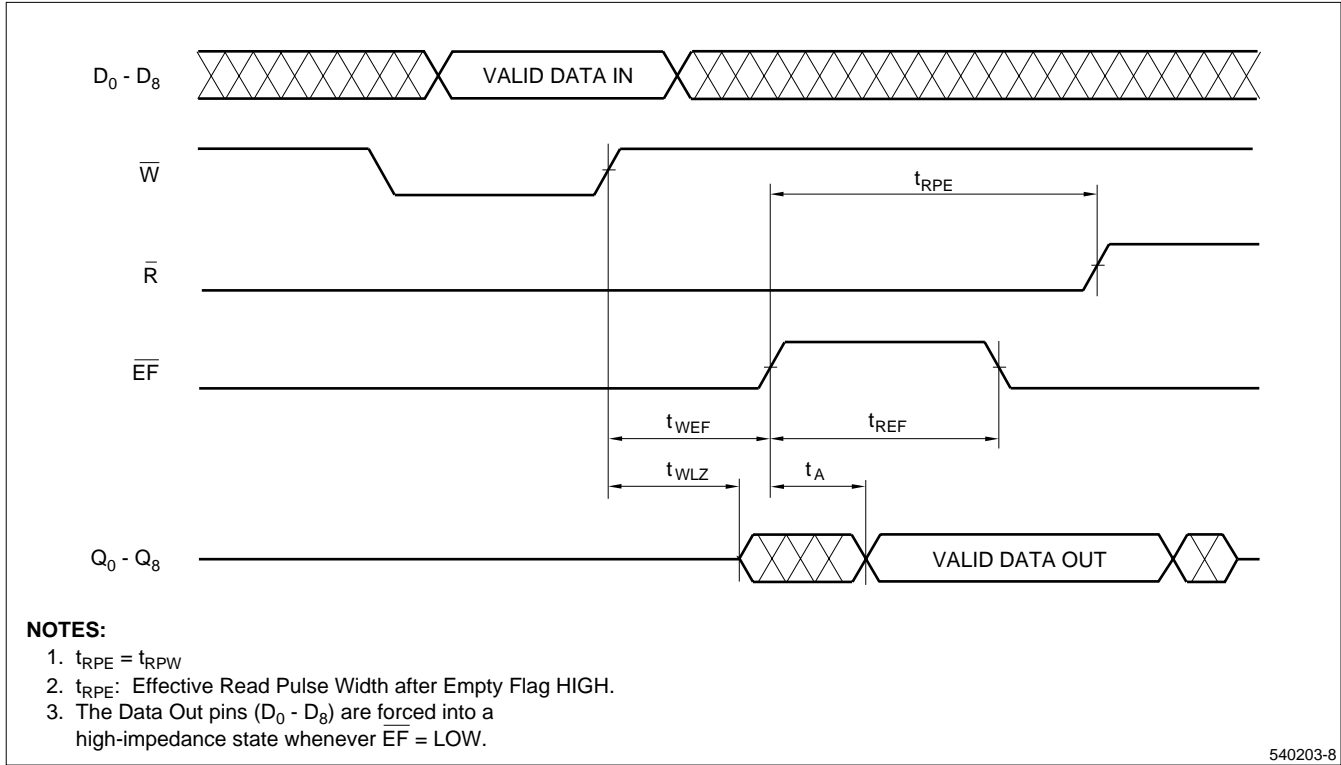 D₀ - D₈
VALID DATA IN
W̅
tRPE
R̅
E̅F̅
tWEF
tREF
tWLZ
tA
Q₀ - Q₈
VALID DATA OUT
NOTES:
1. tRPE = tRPW
2. tRPE: Effective Read Pulse Width after Empty Flag HIGH.
3. The Data Out pins (D₀ - D₈) are forced into a
high-impedance state whenever E̅F̅ = LOW.
540203-8